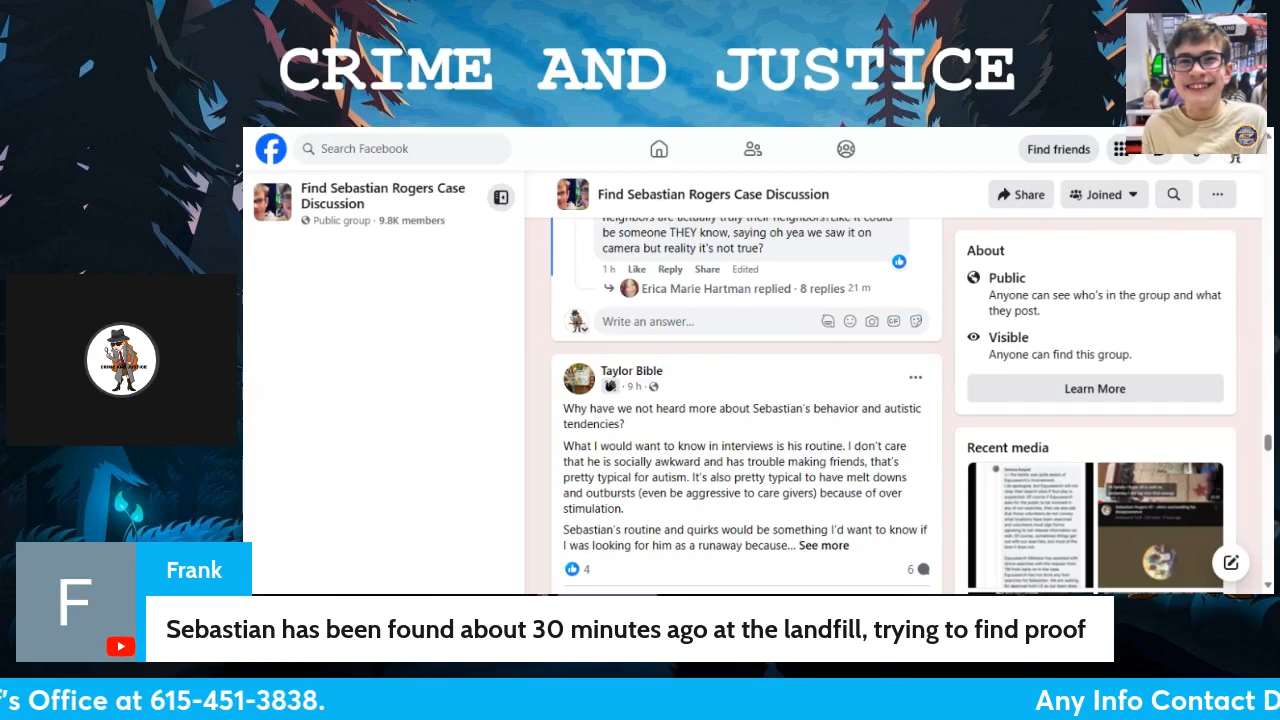 CRIME AND JUSTICE
Search Facebook
Find friends
Find Sebastian Rogers Case
Discussion
Public group · 9.8K members
Find Sebastian Rogers Case Discussion
Share
Joined
be someone THEY know, saying oh yea we saw it on
camera but reality it's not true?
1 h Like Reply Share Edited
Erica Marie Hartman replied · 8 replies 21 m
Write an answer...
GIF
Taylor Bible
· 9 h ·
Why have we not heard more about Sebastian's behavior and autistic
tendencies?
What I would want to know in interviews is his routine. I don't care
that he is socially awkward and has trouble making friends, that's
pretty typical for autism. It's also pretty typical to have melt downs
and outbursts (even be aggressive to care givers) because of over
stimulation.
Sebastian's routine and quirks would be something I'd want to know if
I was looking for him as a runaway because... See more
4
6
About
Public
Anyone can see who's in the group and what
they post.
Visible
Anyone can find this group.
Learn More
Recent media
CRIME AND JUSTICE
F
Frank
Sebastian has been found about 30 minutes ago at the landfill, trying to find proof
's Office at 615-451-3838.
Any Info Contact D